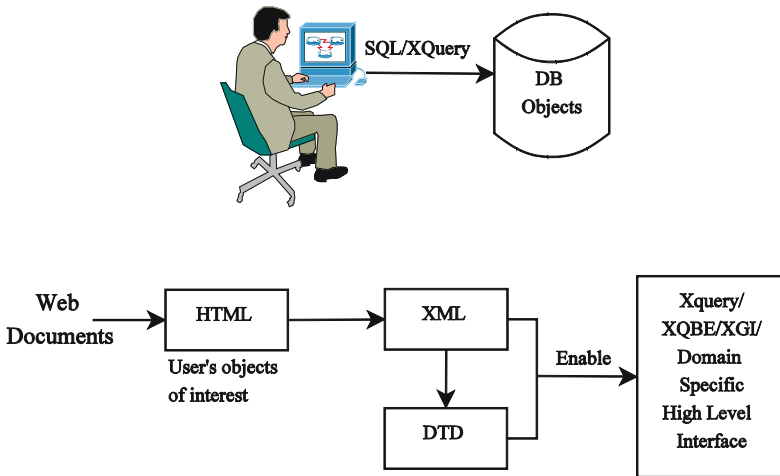 SQL/XQuery
DB
Objects
Web
Documents
HTML
User's objects
of interest
XML
DTD
Enable
Xquery/
XQBE/XGI/
Domain
Specific
High Level
Interface